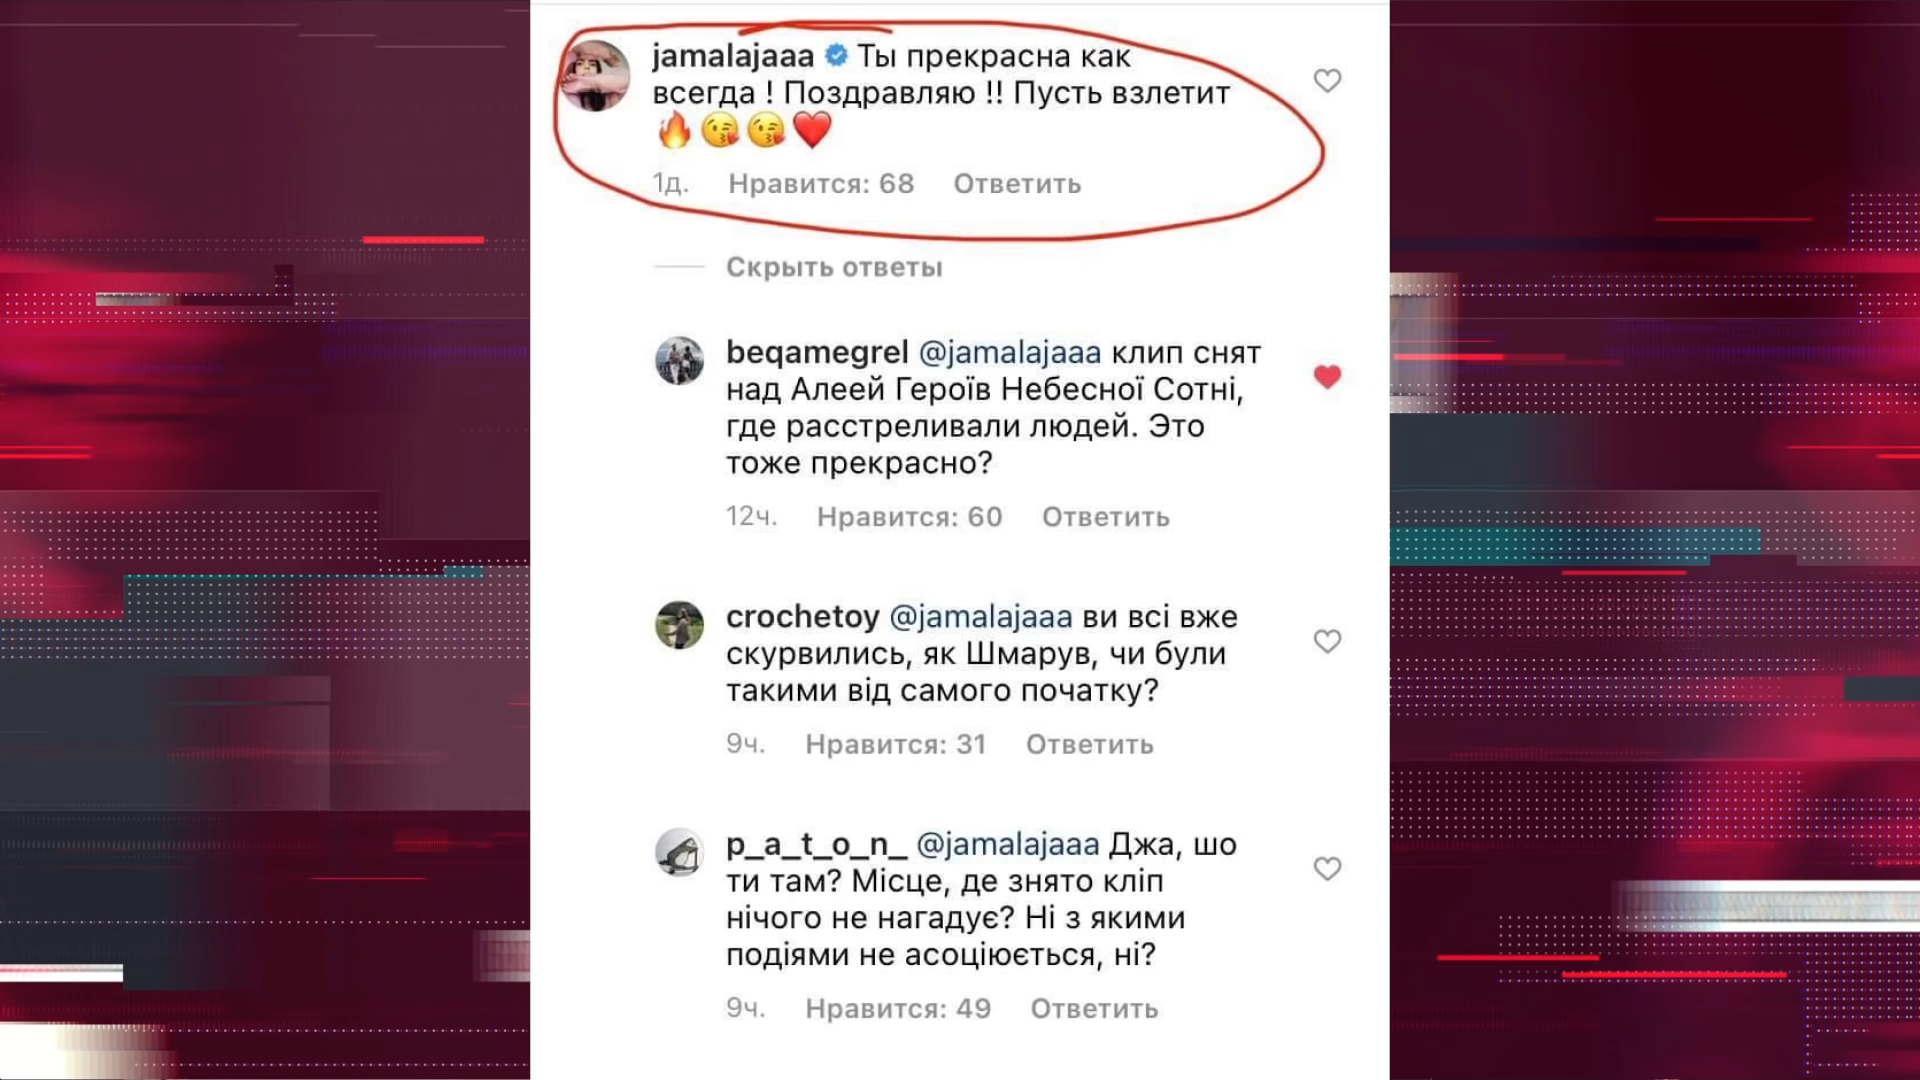 jamalajaaa Ты прекрасна как
всегда ! Поздравляю !! Пусть взлетит
🔥😘😘❤️
1д. Нравится: 68 Ответить
Скрыть ответы
beqamegrel @jamalajaaa клип снят
над Алеей Героїв Небесної Сотні,
где расстреливали людей. Это
тоже прекрасно?
12ч. Нравится: 60 Ответить
crochetoy @jamalajaaa ви всі вже
скурвились, як Шмарув, чи були
такими від самого початку?
9ч. Нравится: 31 Ответить
p_a_t_o_n_ @jamalajaaa Джа, шо
ти там? Місце, де знято кліп
нічого не нагадує? Ні з якими
подіями не асоціюється, ні?
9ч. Нравится: 49 Ответить